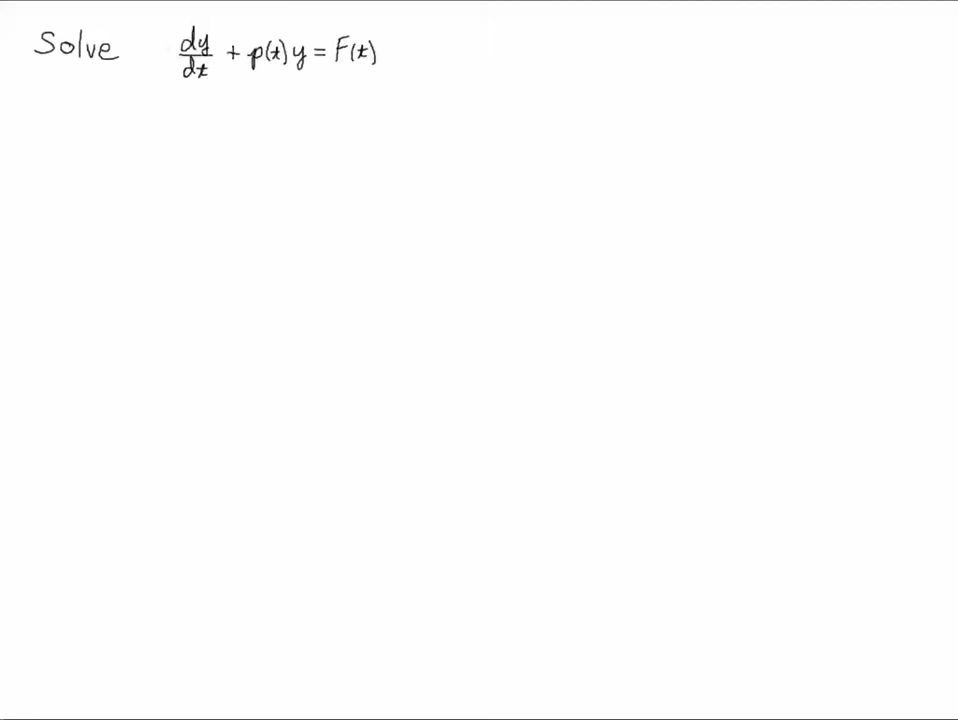 Solve dy/dt + p(t) y = F(t)